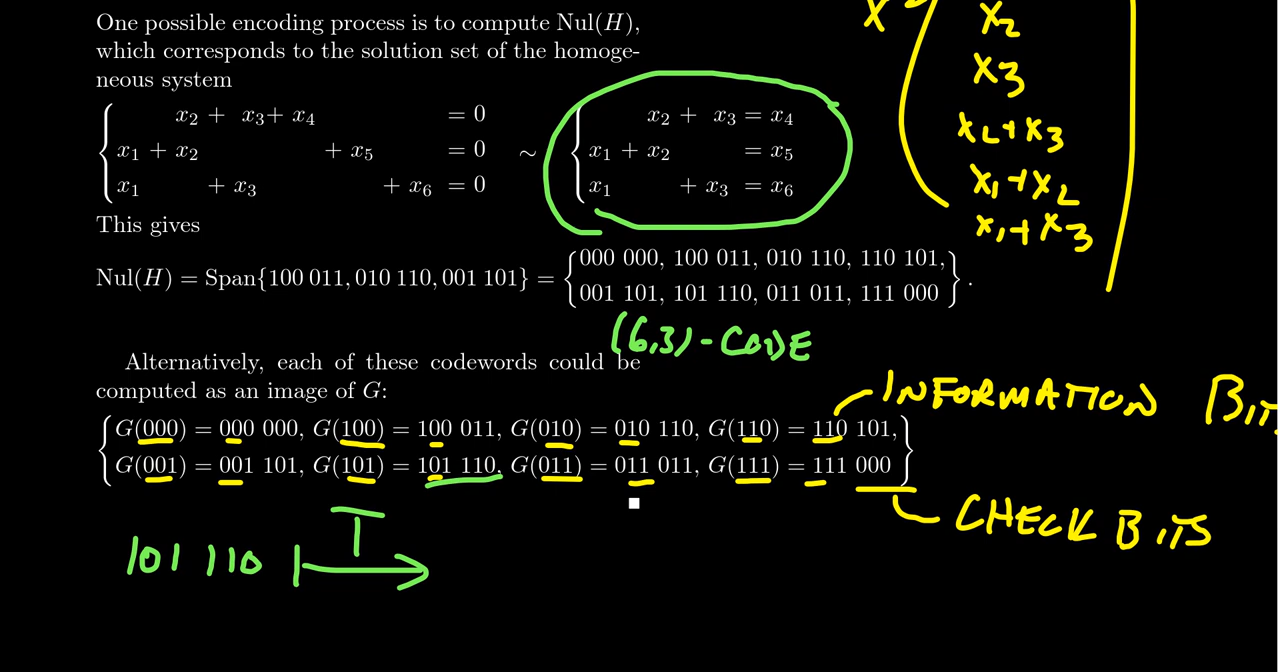 One possible encoding process is to compute Nul(H),
which corresponds to the solution set of the homoge-
neous system
x₂ + x₃+ x₄ = 0
x₁ + x₂ + x₅ = 0
x₁ + x₃ + x₆ = 0
∼
x₂ + x₃ = x₄
x₁ + x₂ = x₅
x₁ + x₃ = x₆
x
x₂
x₃
x₂+x₃
x₁+x₂
x₁+x₃
This gives
Nul(H) = Span{100 011, 010 110, 001 101} = {000 000, 100 011, 010 110, 110 101,
001 101, 101 110, 011 011, 111 000}.
(6,3)-CODE
Alternatively, each of these codewords could be
computed as an image of G:
INFORMATION
{G(000) = 000 000, G(100) = 100 011, G(010) = 010 110, G(110) = 110 101,
G(001) = 001 101, G(101) = 101 110, G(011) = 011 011, G(111) = 111 000}
CHECK BITS
T
101 110 ↦